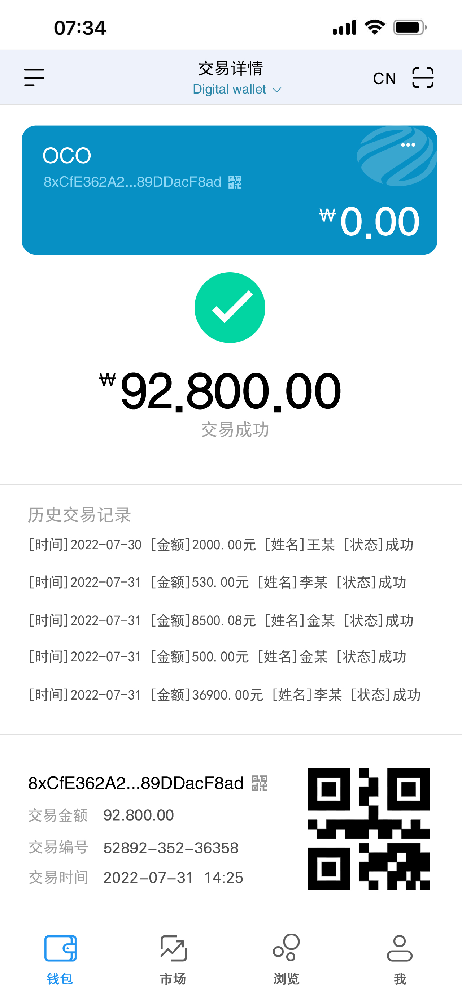 07:34
交易详情
Digital wallet
CN
OCO
8xCfE362A2...89DDacF8ad
₩0.00
₩92.800.00
交易成功
历史交易记录
[时间]2022-07-30 [金额]2000.00元 [姓名]王某 [状态]成功
[时间]2022-07-31 [金额]530.00元 [姓名]李某 [状态]成功
[时间]2022-07-31 [金额]8500.08元 [姓名]金某 [状态]成功
[时间]2022-07-31 [金额]500.00元 [姓名]金某 [状态]成功
[时间]2022-07-31 [金额]36900.00元 [姓名]李某 [状态]成功
8xCfE362A2...89DDacF8ad
交易金额 92.800.00
交易编号 52892-352-36358
交易时间 2022-07-31 14:25
钱包 市场 浏览 我